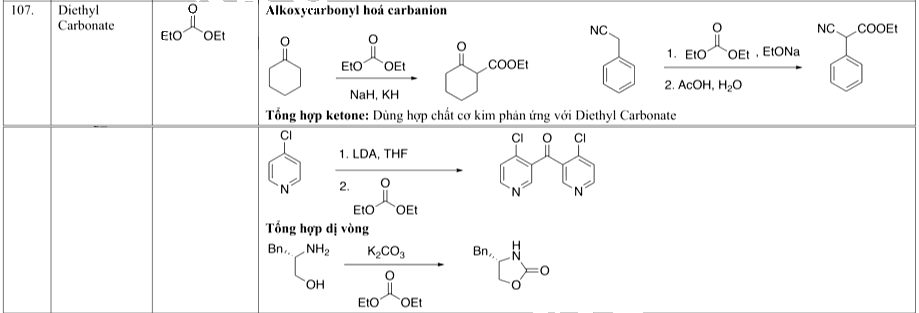 107.
Diethyl
Carbonate
O
EtO OEt
Alkoxycarbonyl hoá carbanion
O
O
EtO OEt
NaH, KH
O
COOEt
NC
O
1. EtO OEt , EtONa
2. AcOH, H2O
NC COOEt
Tổng hợp ketone: Dùng hợp chất cơ kim phản ứng với Diethyl Carbonate
Cl
N
1. LDA, THF
2.
O
EtO OEt
Cl O Cl
N N
Tổng hợp dị vòng
Bn,, NH2
OH
K2CO3
O
EtO OEt
Bn,, H
N
O
O